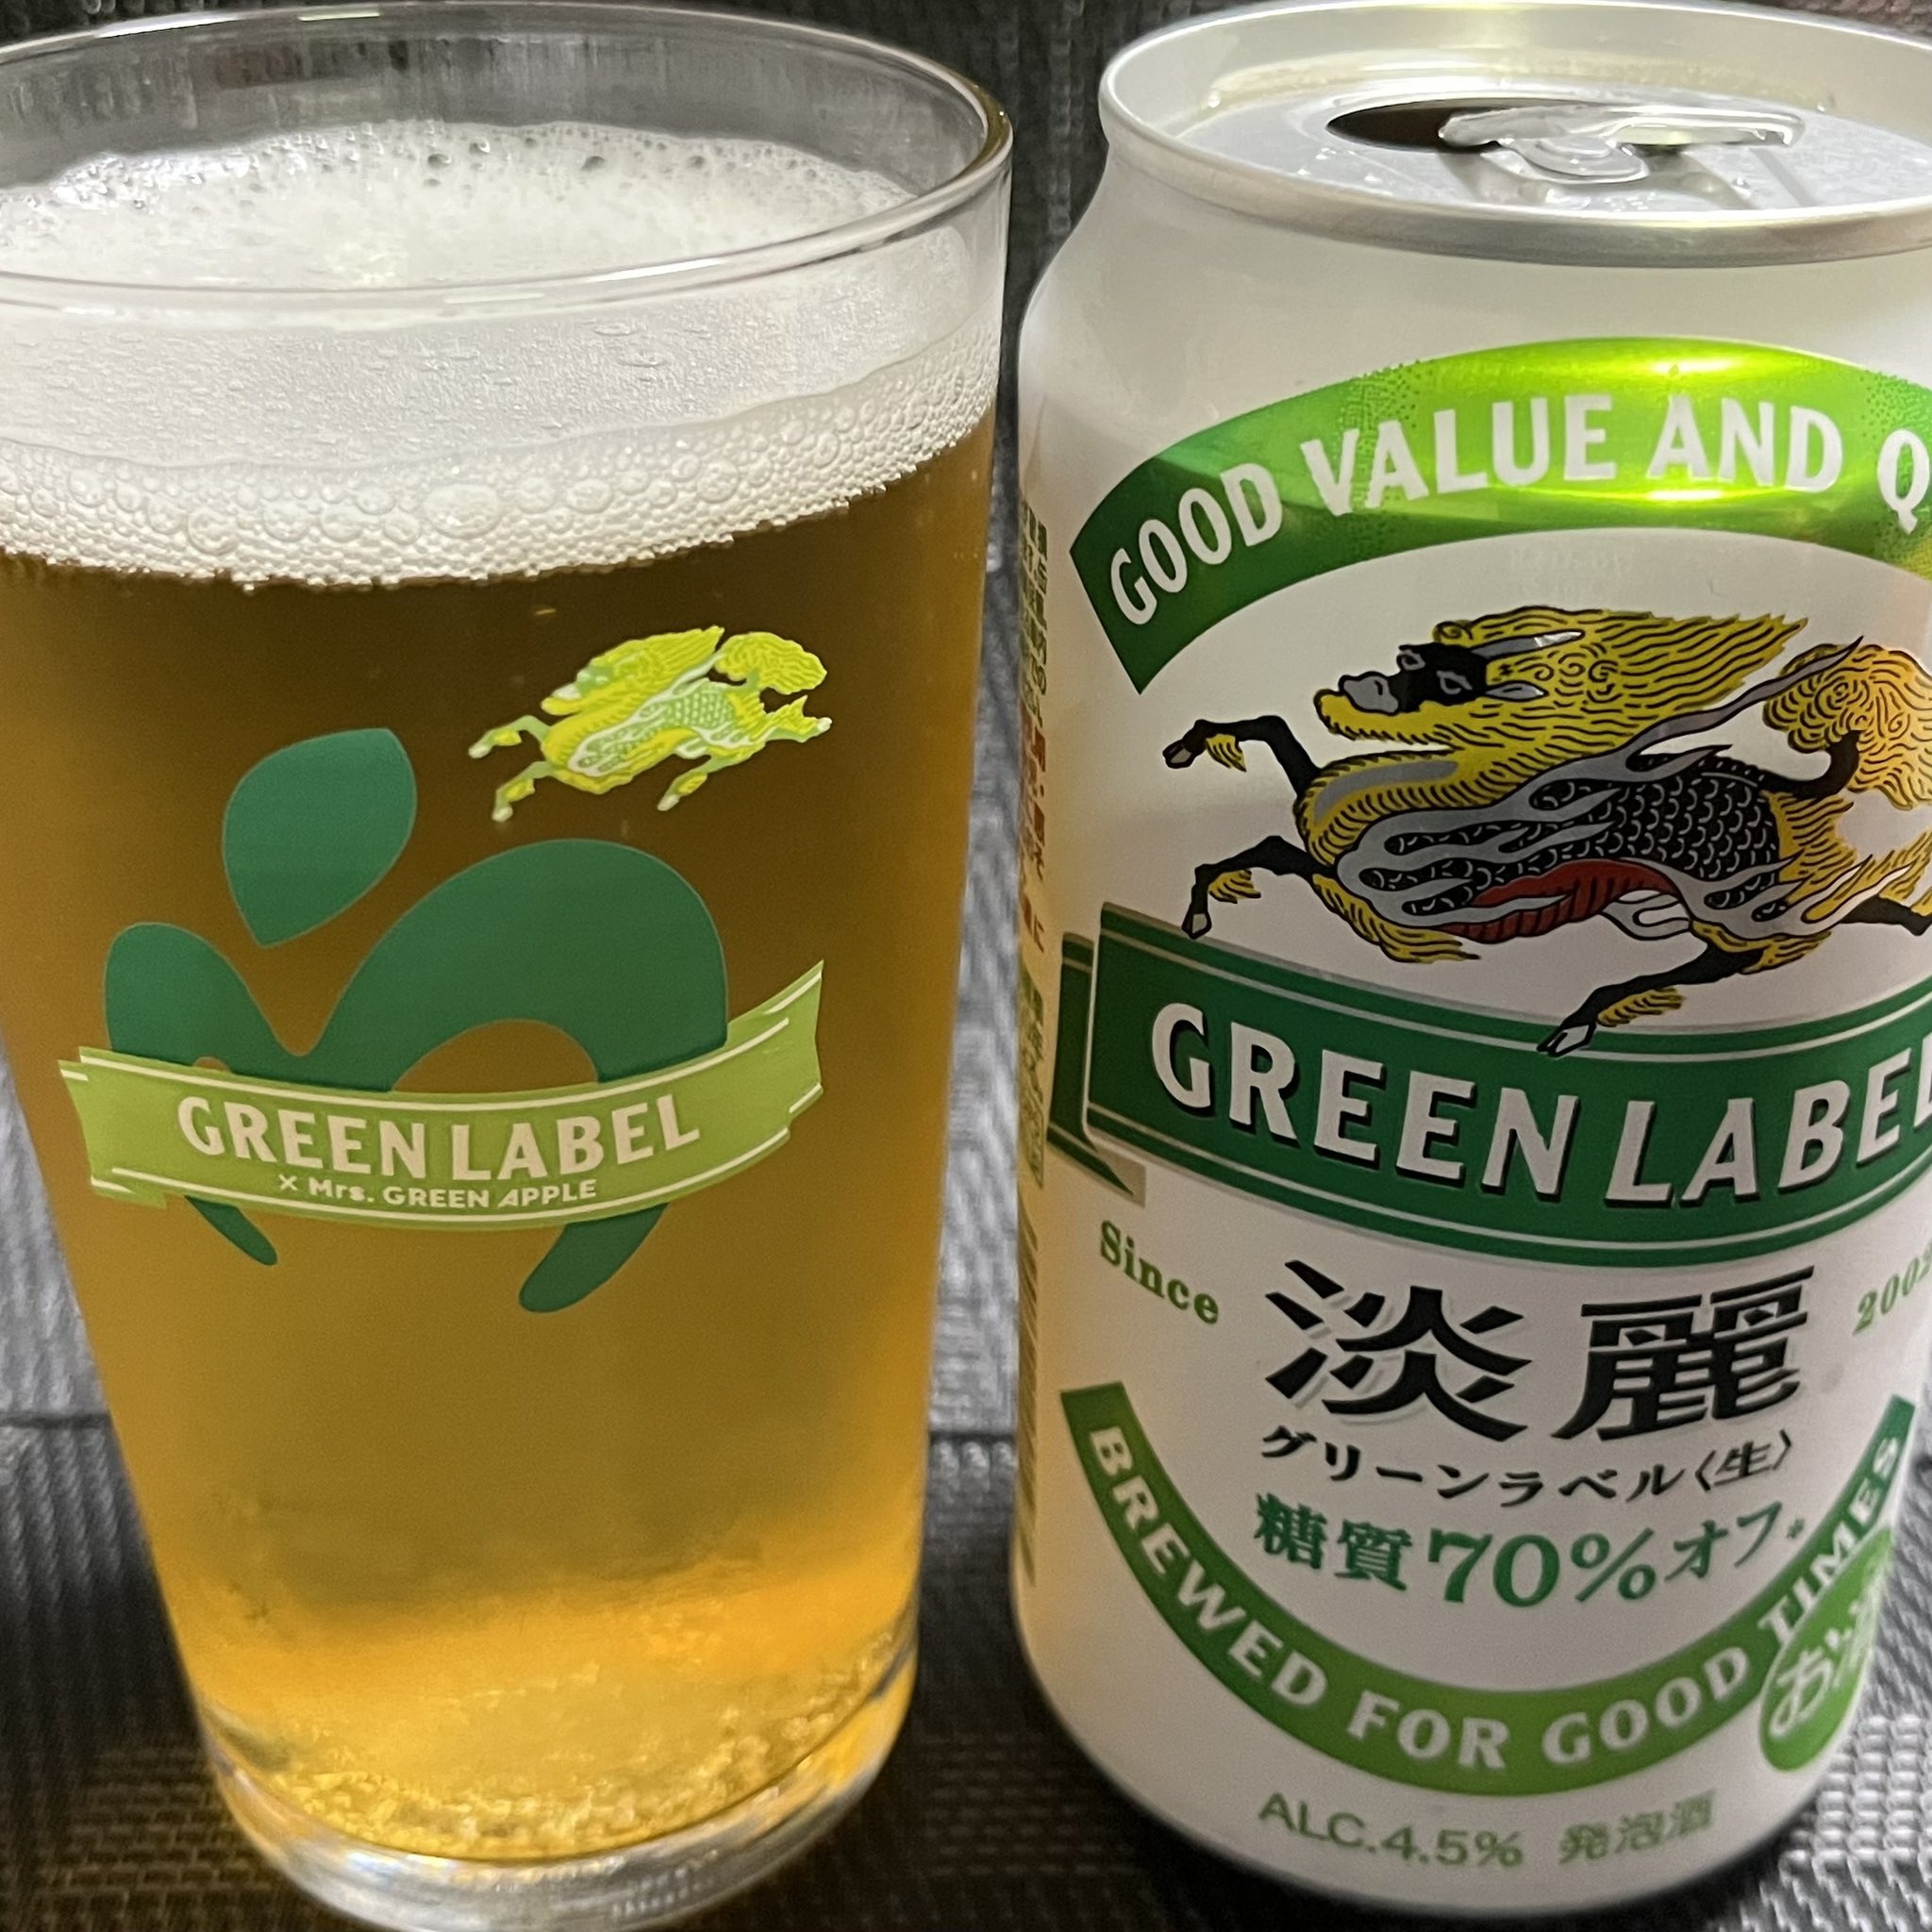 GREEN LABEL
× Mrs. GREEN APPLE
GOOD VALUE AND
GREEN LABEL
Since
淡麗
グリーンラベル〈生〉
糖質70%オフ*
BREWED FOR GOOD TIMES
ALC.4.5% 発泡酒